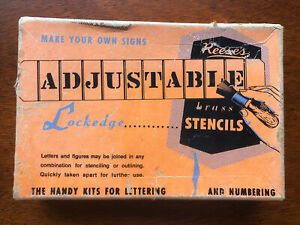 MAKE YOUR OWN SIGNS
Reese's
ADJUSTABLE
Lockedge............
brass
STENCILS
Letters and figures may be joined in any
combination for stenciling or outlining.
Quickly taken apart for further use.
THE HANDY KITS FOR LETTERING AND NUMBERING